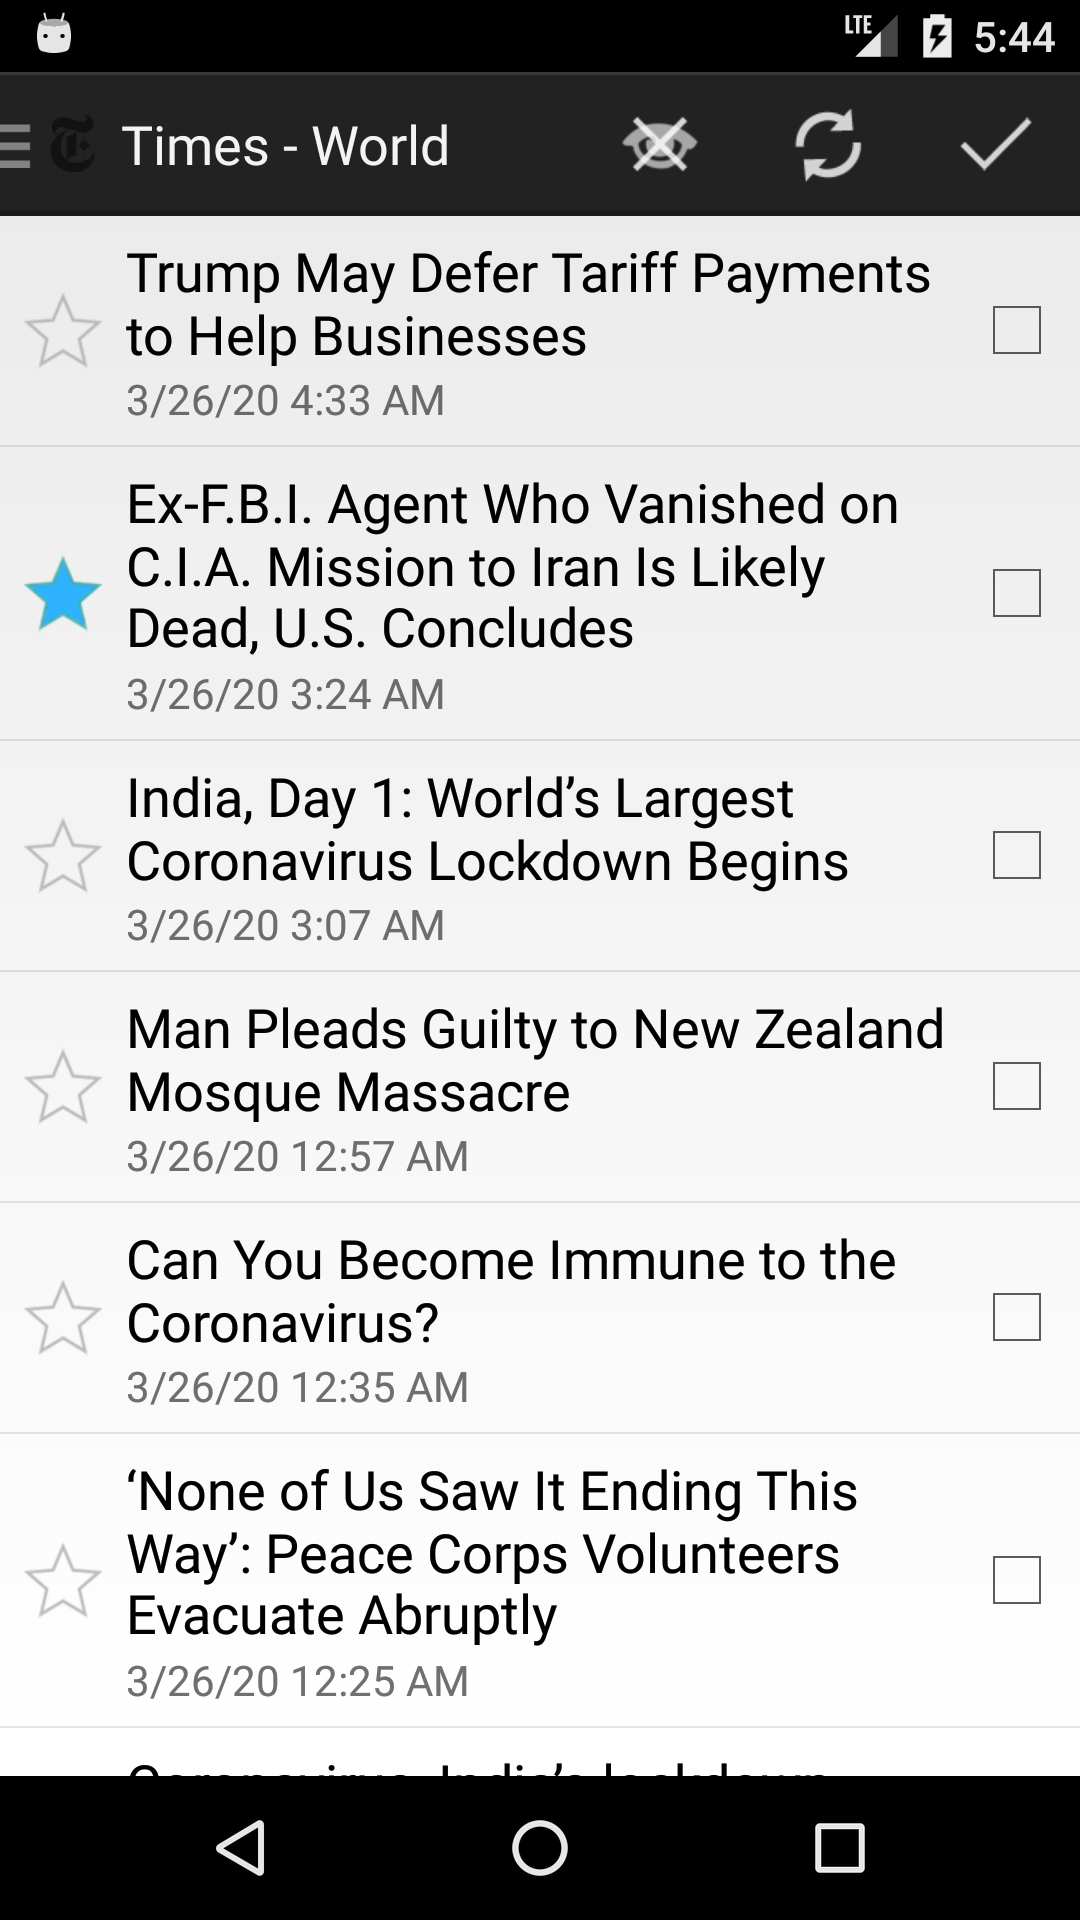 LTE 5:44
Times - World
Trump May Defer Tariff Payments
to Help Businesses
3/26/20 4:33 AM
Ex-F.B.I. Agent Who Vanished on
C.I.A. Mission to Iran Is Likely
Dead, U.S. Concludes
3/26/20 3:24 AM
India, Day 1: World’s Largest
Coronavirus Lockdown Begins
3/26/20 3:07 AM
Man Pleads Guilty to New Zealand
Mosque Massacre
3/26/20 12:57 AM
Can You Become Immune to the
Coronavirus?
3/26/20 12:35 AM
‘None of Us Saw It Ending This
Way’: Peace Corps Volunteers
Evacuate Abruptly
3/26/20 12:25 AM
Coronavirus, India’s lockdown